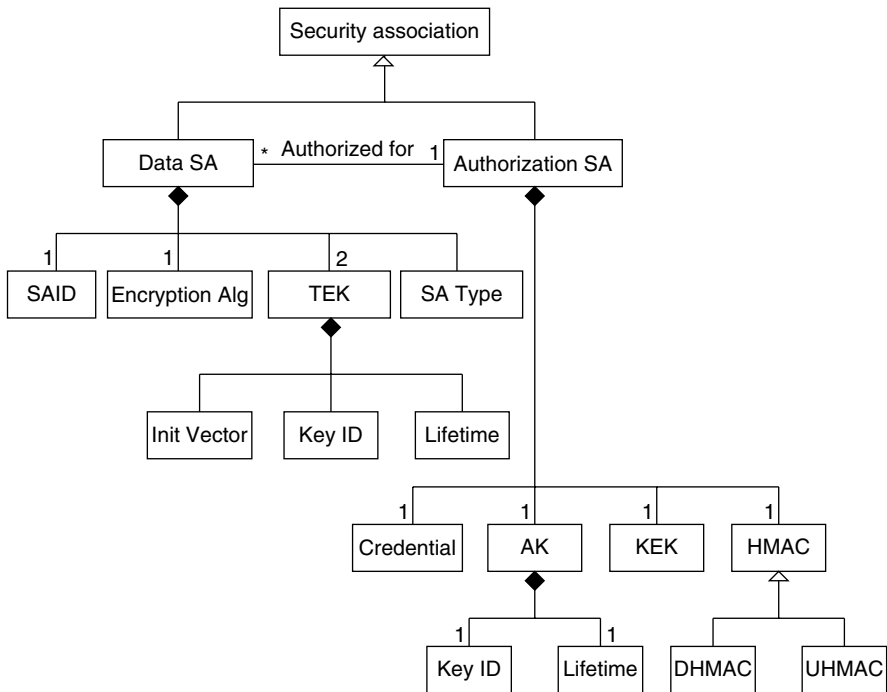 Security association
Data SA
* Authorized for 1
Authorization SA
1 1 2
SAID
Encryption Alg
TEK
SA Type
Init Vector
Key ID
Lifetime
1 1 1 1
Credential
AK
KEK
HMAC
1 1
Key ID
Lifetime
DHMAC
UHMAC